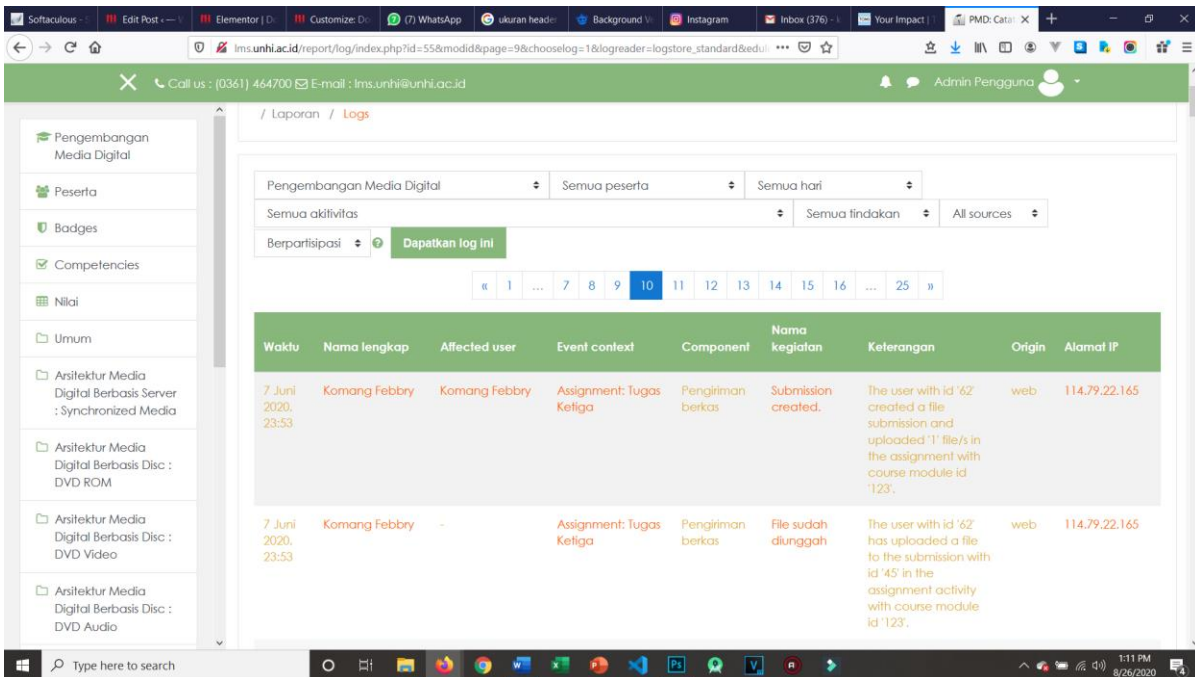 Softaculous - S
Edit Post ‹ — V
Elementor | Do
Customize: Do
(7) WhatsApp
ukuran header
Background Ve
Instagram
Inbox (376) - k
Your Impact | T
PMD: Catat
lms.unhi.ac.id/report/log/index.php?id=55&modid&page=9&chooselog=1&logreader=logstore_standard&edul
Call us : (0361) 464700 E-mail : lms.unhi@unhi.ac.id
Admin Pengguna
/ Laporan / Logs
Pengembangan
Media Digital
Peserta
Badges
Competencies
Nilai
Umum
Arsitektur Media
Digital Berbasis Server
: Synchronized Media
Arsitektur Media
Digital Berbasis Disc :
DVD ROM
Arsitektur Media
Digital Berbasis Disc :
DVD Video
Arsitektur Media
Digital Berbasis Disc :
DVD Audio
Pengembangan Media Digital
Semua peserta
Semua hari
Semua akitivitas
Semua tindakan
All sources
Berpartisipasi
Dapatkan log ini
« 1 ... 7 8 9 10 11 12 13 14 15 16 ... 25 »
Waktu
Nama lengkap
Affected user
Event context
Component
Nama
kegiatan
Keterangan
Origin
Alamat IP
7 Juni
2020,
23:53
Komang Febbry
Komang Febbry
Assignment: Tugas
Ketiga
Pengiriman
berkas
Submission
created.
The user with id '62'
created a file
submission and
uploaded '1' file/s in
the assignment with
course module id
'123'.
web
114.79.22.165
7 Juni
2020,
23:53
Komang Febbry
-
Assignment: Tugas
Ketiga
Pengiriman
berkas
File sudah
diunggah
The user with id '62'
has uploaded a file
to the submission with
id '45' in the
assignment activity
with course module
id '123'.
web
114.79.22.165
Type here to search
1:11 PM
8/26/2020